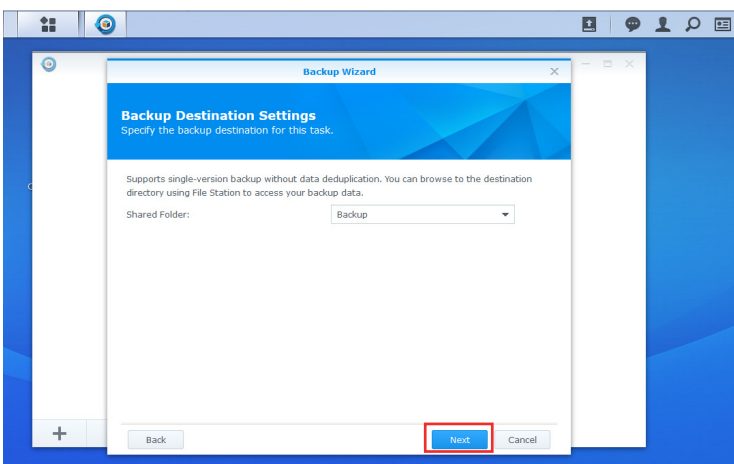 Backup Wizard
Backup Destination Settings
Specify the backup destination for this task.
Supports single-version backup without data deduplication. You can browse to the destination
directory using File Station to access your backup data.
Shared Folder:
Backup
Back
Next
Cancel